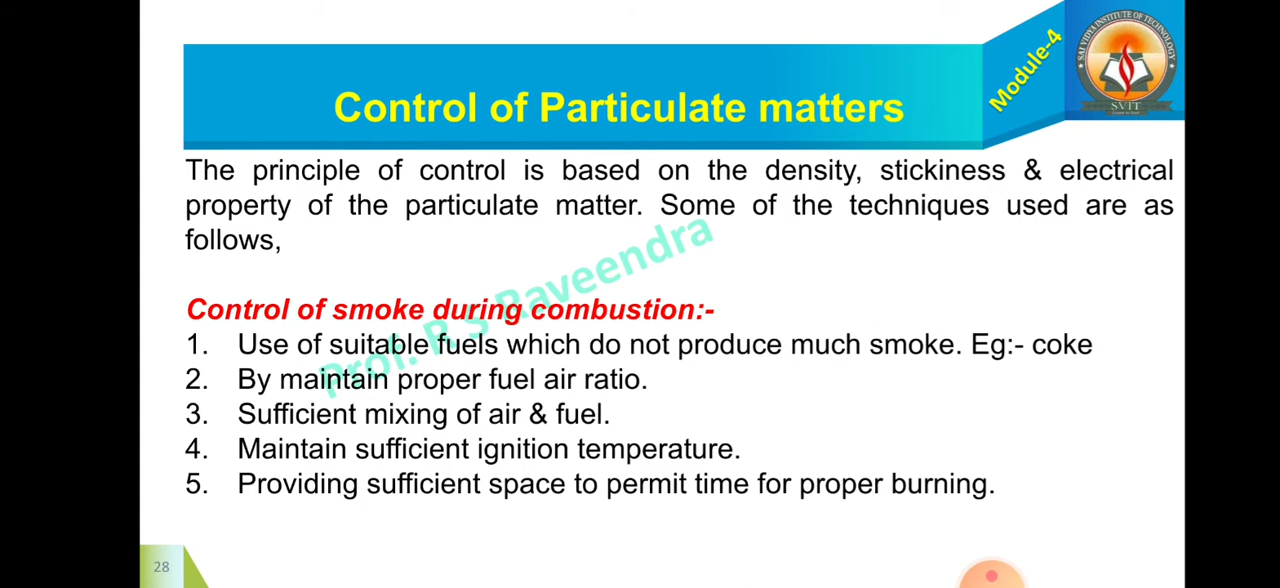 Module-4
SAI VIDYA INSTITUTE OF TECHNOLOGY
SVIT
Control of Particulate matters
The principle of control is based on the density, stickiness & electrical
property of the particulate matter. Some of the techniques used are as
follows,
Prof. R S Raveendra
Control of smoke during combustion:-
1. Use of suitable fuels which do not produce much smoke. Eg:- coke
2. By maintain proper fuel air ratio.
3. Sufficient mixing of air & fuel.
4. Maintain sufficient ignition temperature.
5. Providing sufficient space to permit time for proper burning.
28